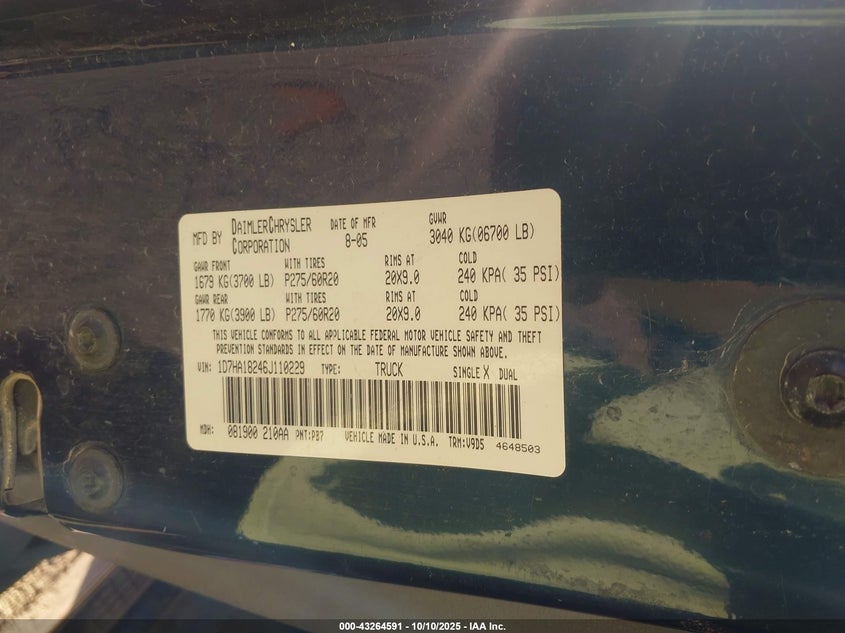 MFD BY DAIMLERCHRYSLER CORPORATION DATE OF MFR 8-05 GVWR 3040 KG(06700 LB)
GAWR FRONT WITH TIRES RIMS AT COLD
1679 KG(3700 LB) P275/60R20 20X9.0 240 KPA( 35 PSI)
GAWR REAR WITH TIRES RIMS AT COLD
1770 KG(3900 LB) P275/60R20 20X9.0 240 KPA( 35 PSI)
THIS VEHICLE CONFORMS TO ALL APPLICABLE FEDERAL MOTOR VEHICLE SAFETY AND THEFT
PREVENTION STANDARDS IN EFFECT ON THE DATE OF MANUFACTURE SHOWN ABOVE.
VIN: 1D7HA18246J110229 TYPE: TRUCK SINGLE X DUAL
MDH: 081900 210AA PNT:PB7 VEHICLE MADE IN U.S.A. TRM:V9D5 4648503
000-43264591 - 10/10/2025 - IAA Inc.